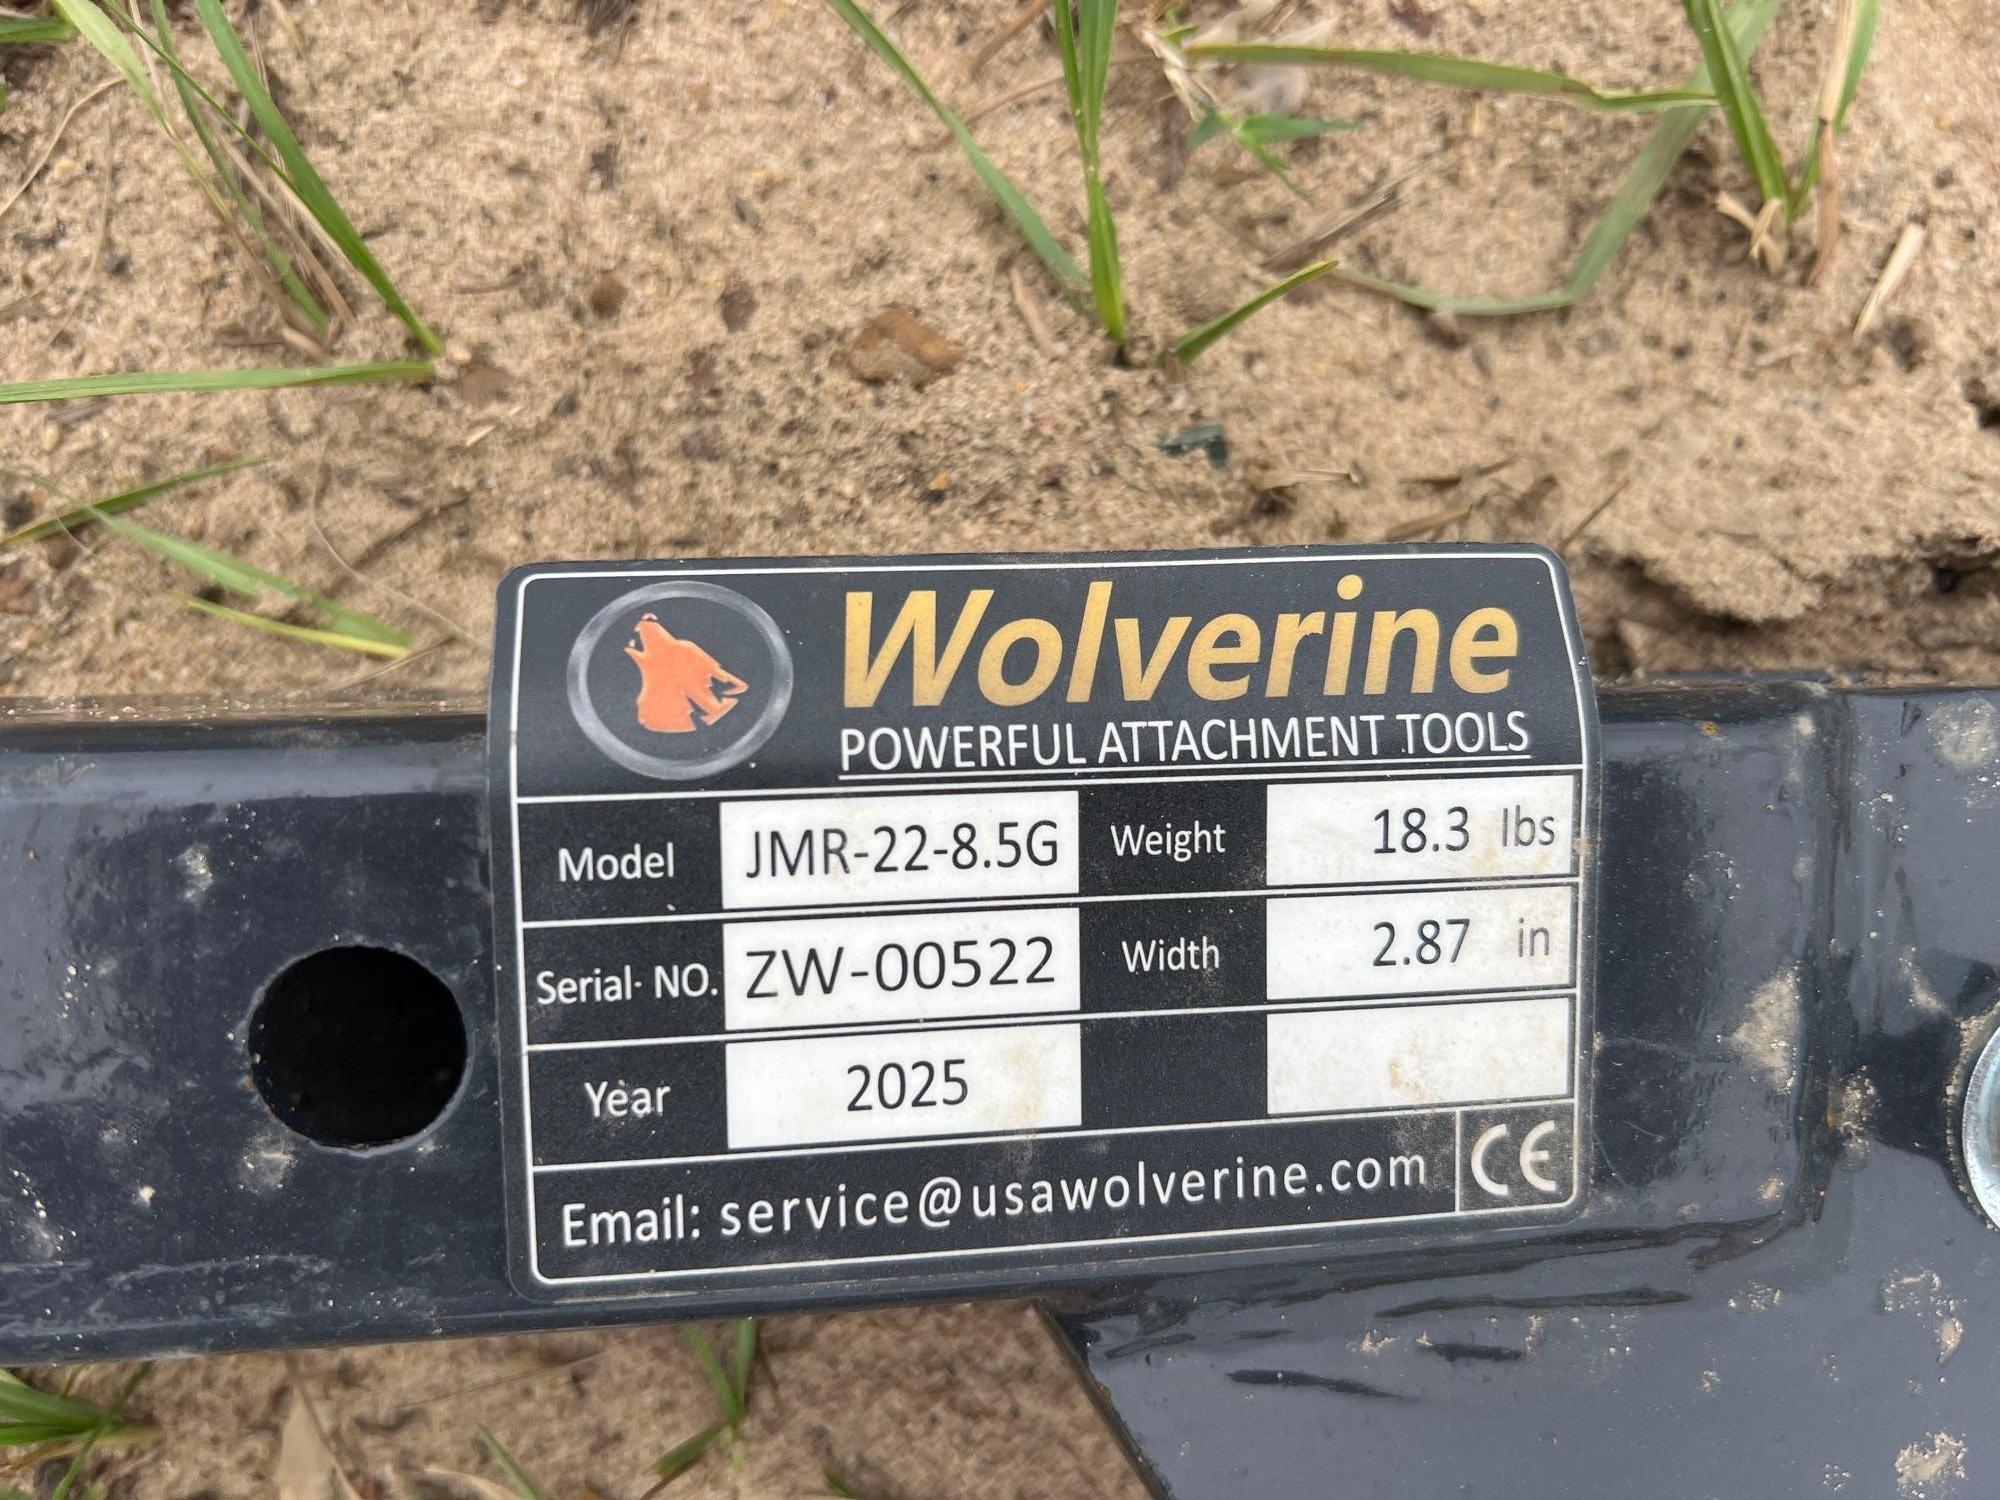 Wolverine
POWERFUL ATTACHMENT TOOLS
Model JMR-22-8.5G Weight 18.3 lbs
Serial· NO. ZW-00522 Width 2.87 in
Year 2025
Email: service@usawolverine.com CE